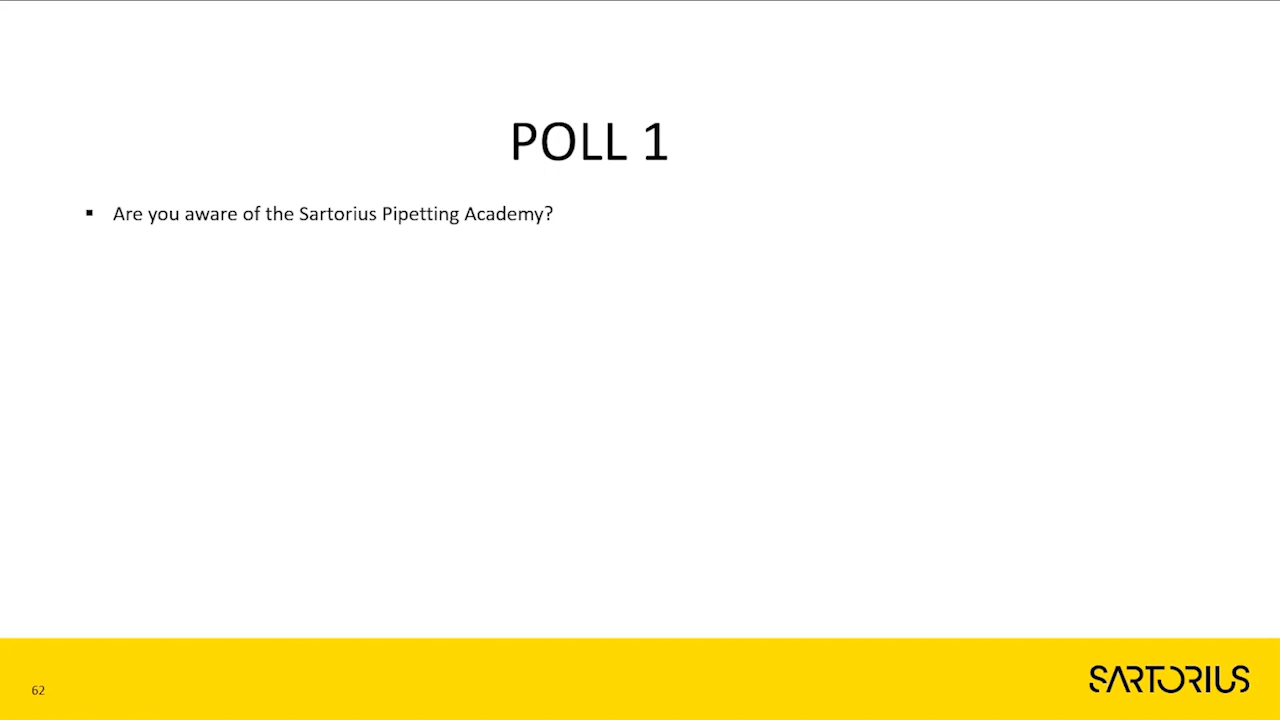 POLL 1
▪ Are you aware of the Sartorius Pipetting Academy?
62
SARTORIUS